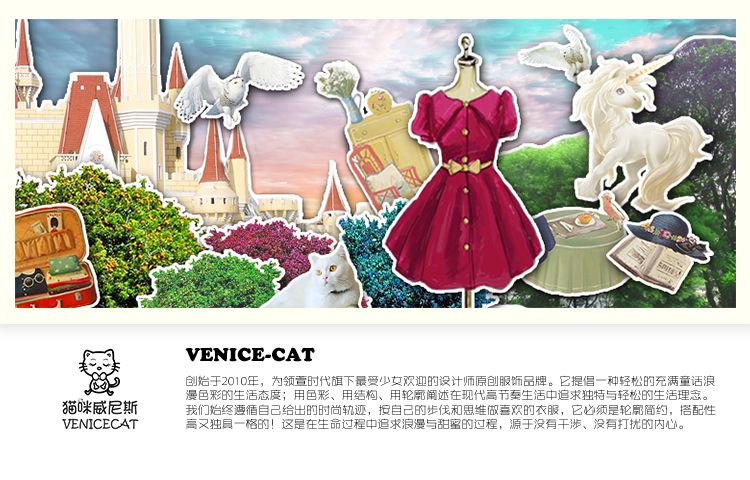 VENICE-CAT
创始于2010年，为领萱时代旗下最受少女欢迎的设计师原创服饰品牌。它提倡一种轻松的充满童话浪
漫色彩的生活态度；用色彩、用结构、用轮廓阐述在现代高节奏生活中追求独特与轻松的生活理念。
我们始终遵循自己给出的时尚轨迹，按自己的步伐和思维做喜欢的衣服，它必须是轮廓简约，搭配性
高又独具一格的！这是在生命过程中追求浪漫与甜蜜的过程，源于没有干涉、没有打扰的内心。
猫咪威尼斯
VENICECAT